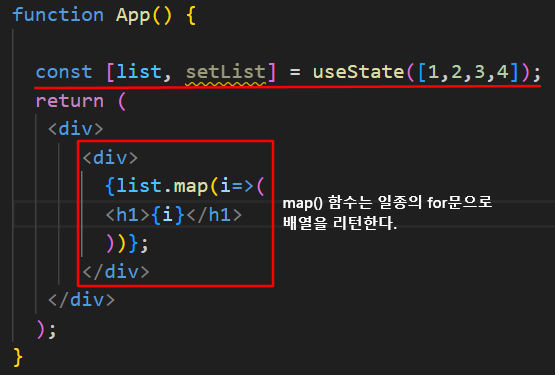 function App() {
const [list, setList] = useState([1,2,3,4]);
return (
<div>
<div>
{list.map(i=>(
<h1>{i}</h1>
))};
</div>
</div>
);
}
map() 함수는 일종의 for문으로
배열을 리턴한다.